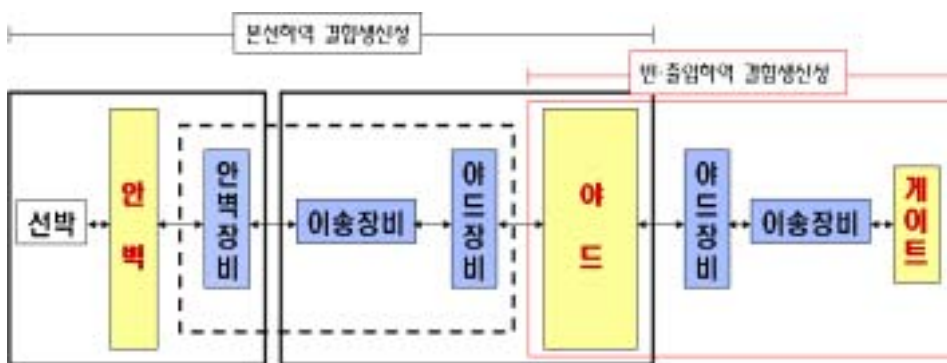 본선하역 결합생산성
반·출입하역 결합생산성
선박
안벽
안벽장비
이송장비
야드장비
야드
야드장비
이송장비
게이트